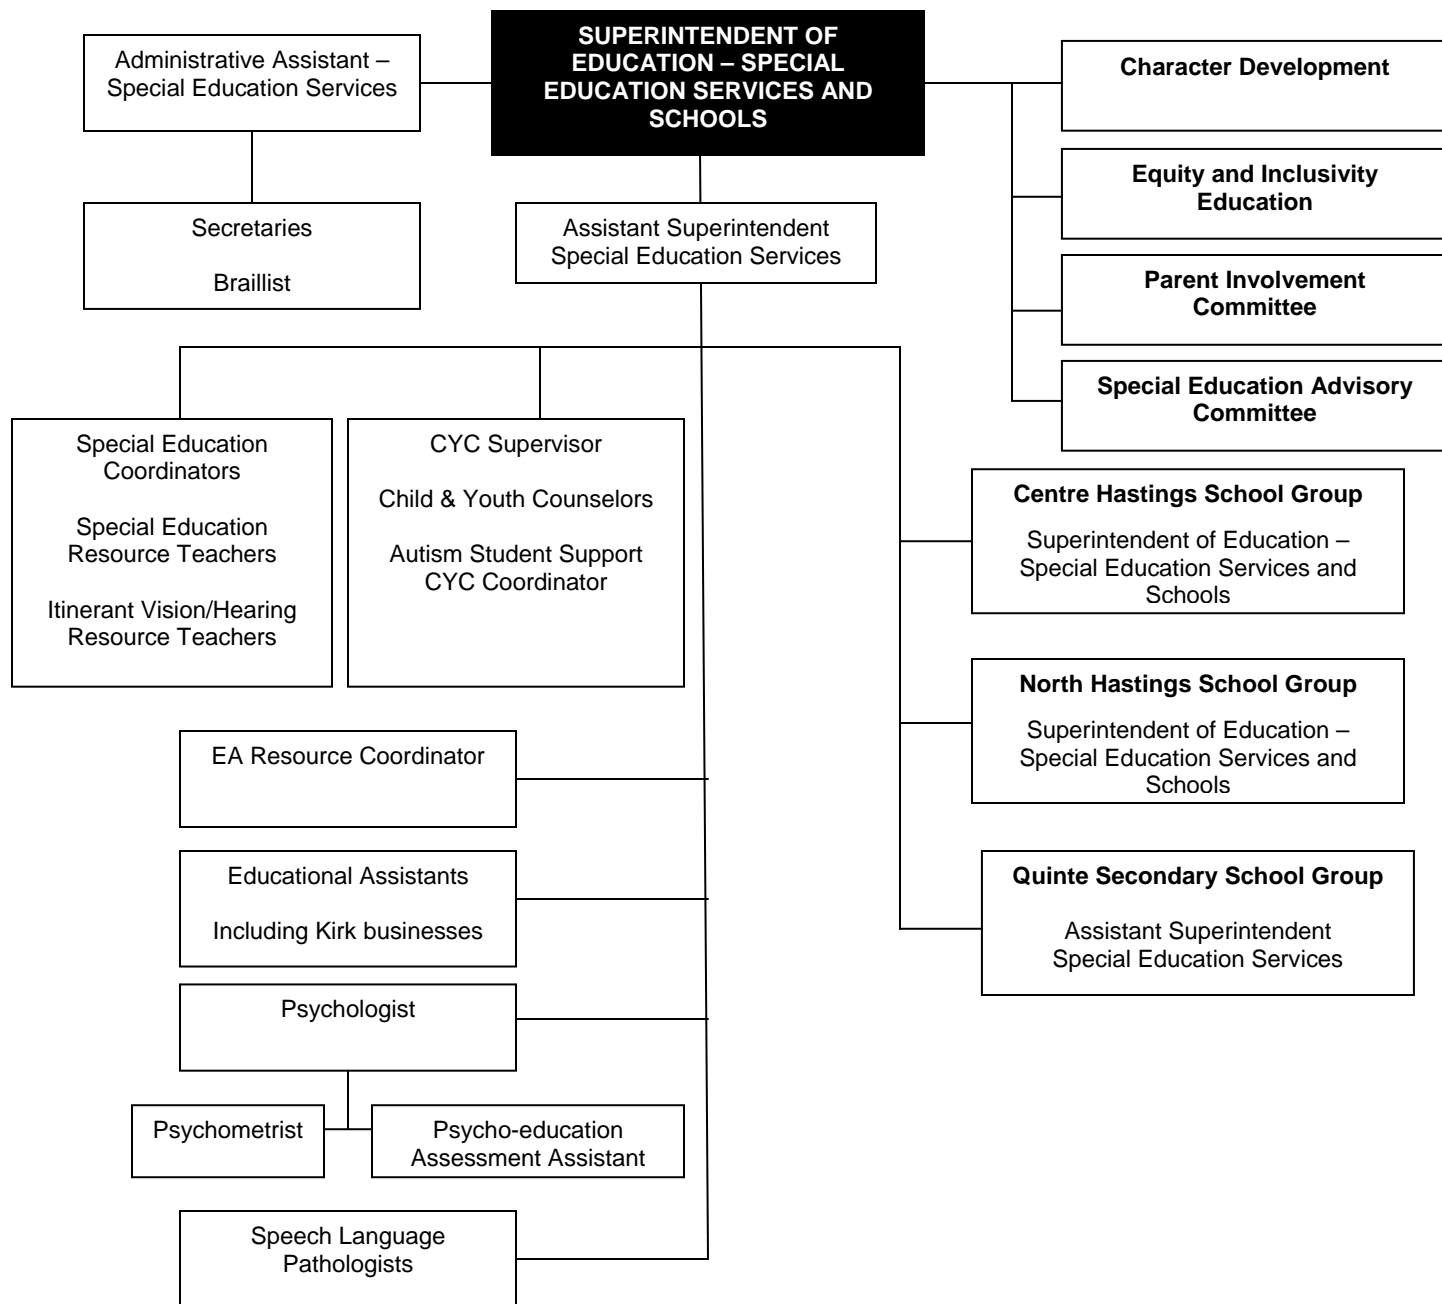 Administrative Assistant –
Special Education Services
SUPERINTENDENT OF
EDUCATION – SPECIAL
EDUCATION SERVICES AND
SCHOOLS
Character Development
Equity and Inclusivity
Education
Parent Involvement
Committee
Special Education Advisory
Committee
Secretaries
Braillist
Assistant Superintendent
Special Education Services
Special Education
Coordinators
Special Education
Resource Teachers
Itinerant Vision/Hearing
Resource Teachers
CYC Supervisor
Child & Youth Counselors
Autism Student Support
CYC Coordinator
Centre Hastings School Group
Superintendent of Education –
Special Education Services and
Schools
North Hastings School Group
Superintendent of Education –
Special Education Services and
Schools
Quinte Secondary School Group
Assistant Superintendent
Special Education Services
EA Resource Coordinator
Educational Assistants
Including Kirk businesses
Psychologist
Psychometrist
Psycho-education
Assessment Assistant
Speech Language
Pathologists